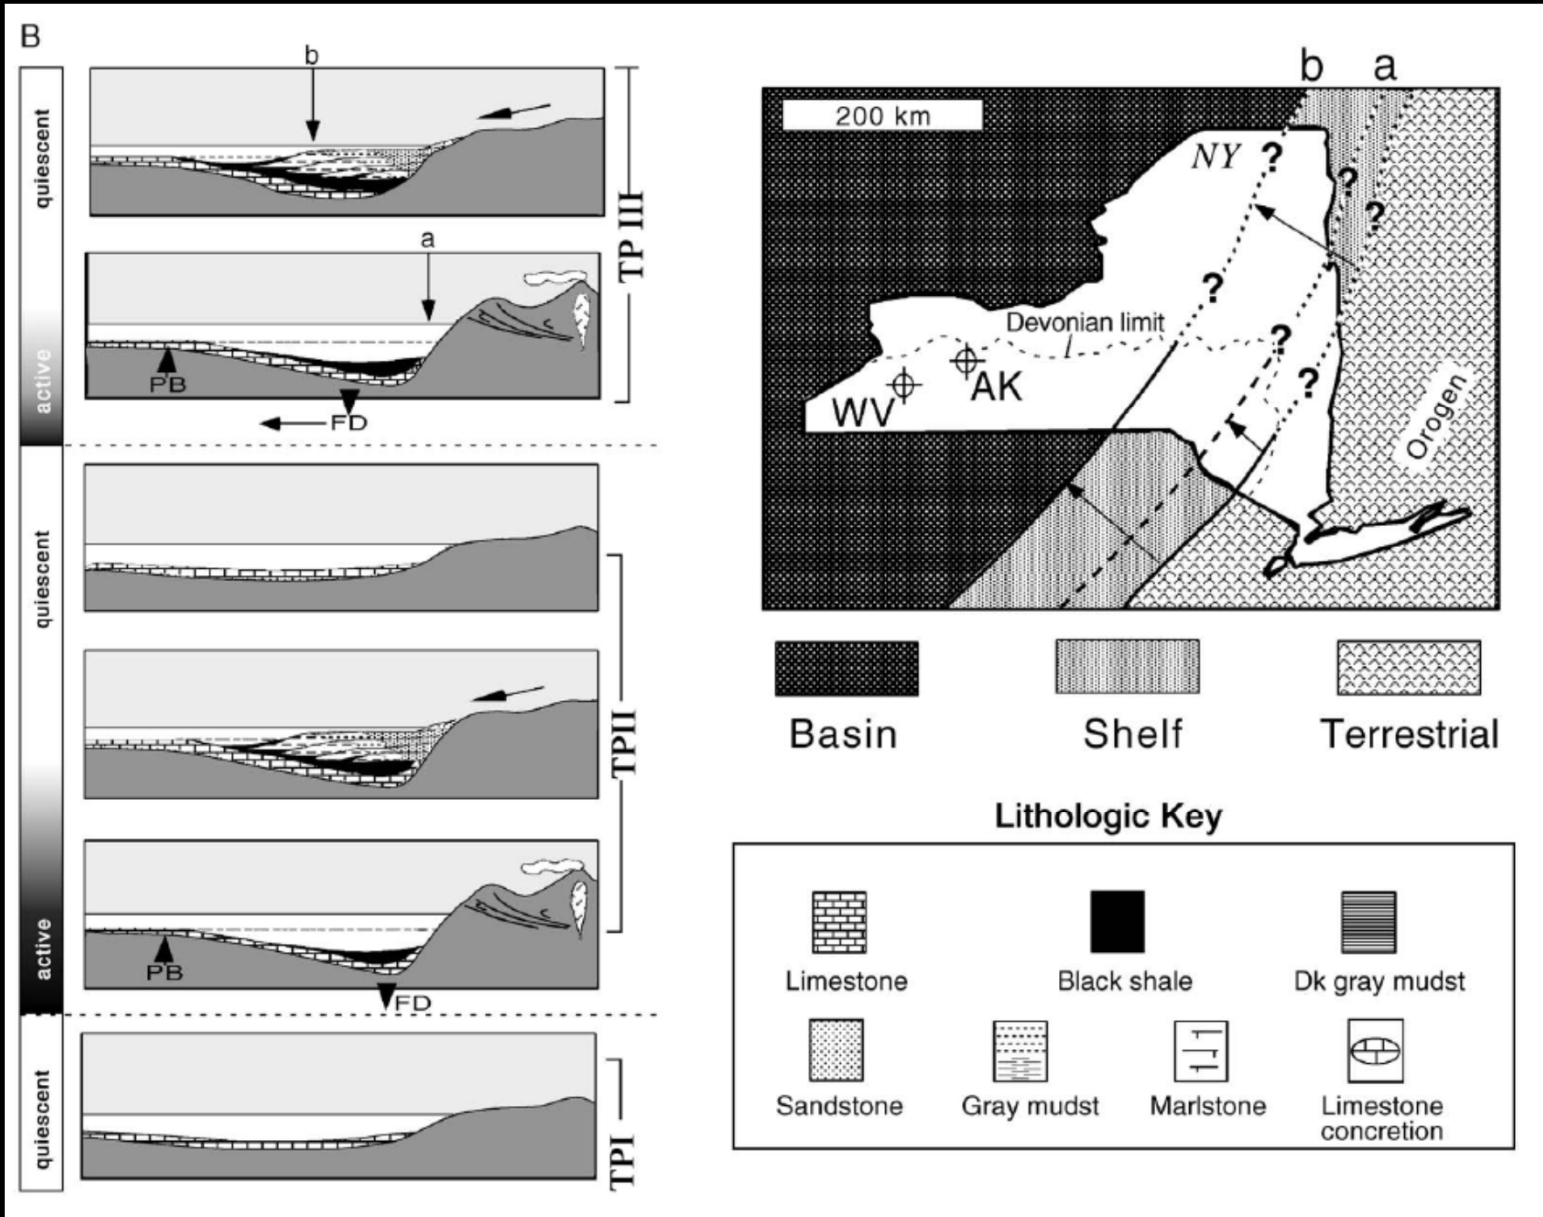 B
quiescent
b
TP III
active
a
PB
FD
quiescent
TPII
active
PB
FD
quiescent
TPI
b a
200 km
NY
?
?
?
?
Devonian limit
?
?
AK
WV
Orogen
Basin
Shelf
Terrestrial
Lithologic Key
Limestone
Black shale
Dk gray mudst
Sandstone
Gray mudst
Marlstone
Limestone
concretion